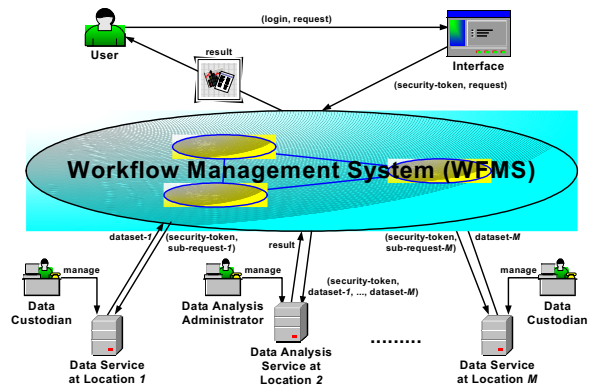 (login, request)
User
result
Interface
(security-token, request)
Workflow Management System (WFMS)
dataset-1
(security-token,
sub-request-1)
result
(security-token,
sub-request-M)
dataset-M
manage
Data
Custodian
manage
Data Analysis
Administrator
(security-token,
dataset-1, ..., dataset-M)
manage
Data
Custodian
Data Service
at Location 1
Data Analysis
Service at
Location 2
.........
Data Service
at Location M